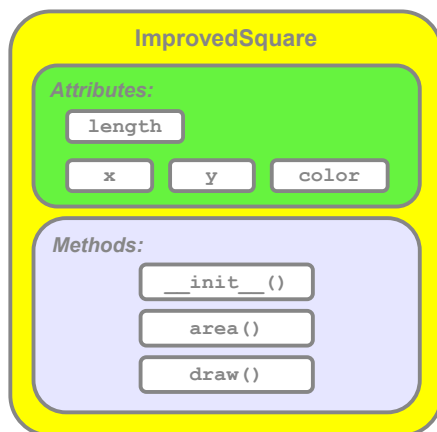 ImprovedSquare
Attributes:
length
x y color
Methods:
__init__()
area()
draw()